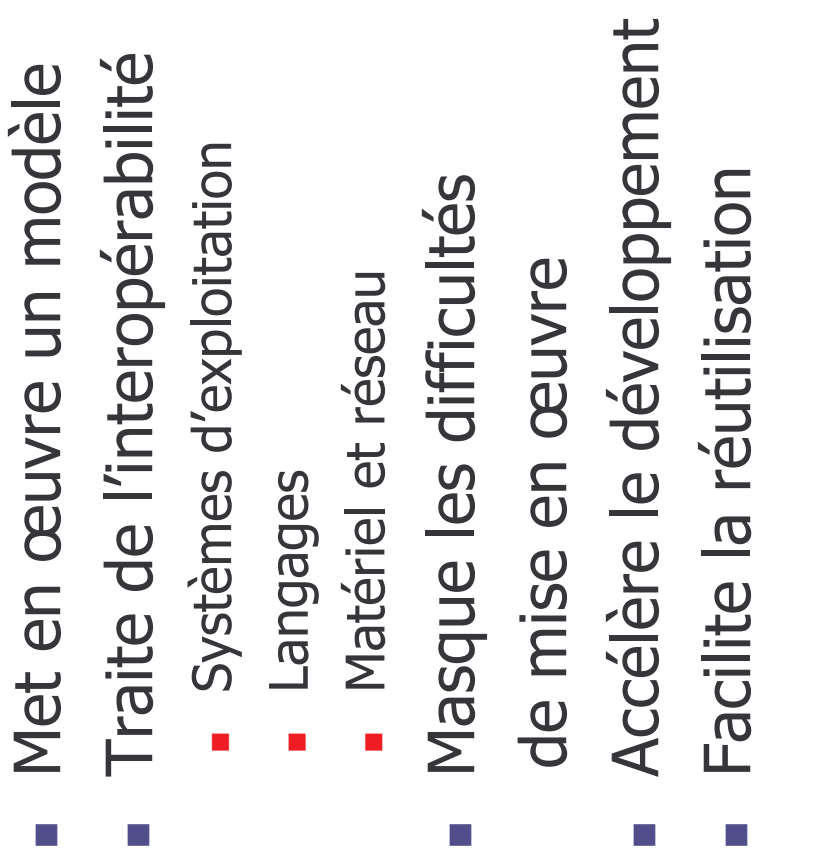 Met en œuvre un modèle
Traite de l’interopérabilité
Systèmes d’exploitation
Langages
Matériel et réseau
Masque les difficultés
de mise en œuvre
Accélère le développement
Facilite la réutilisation